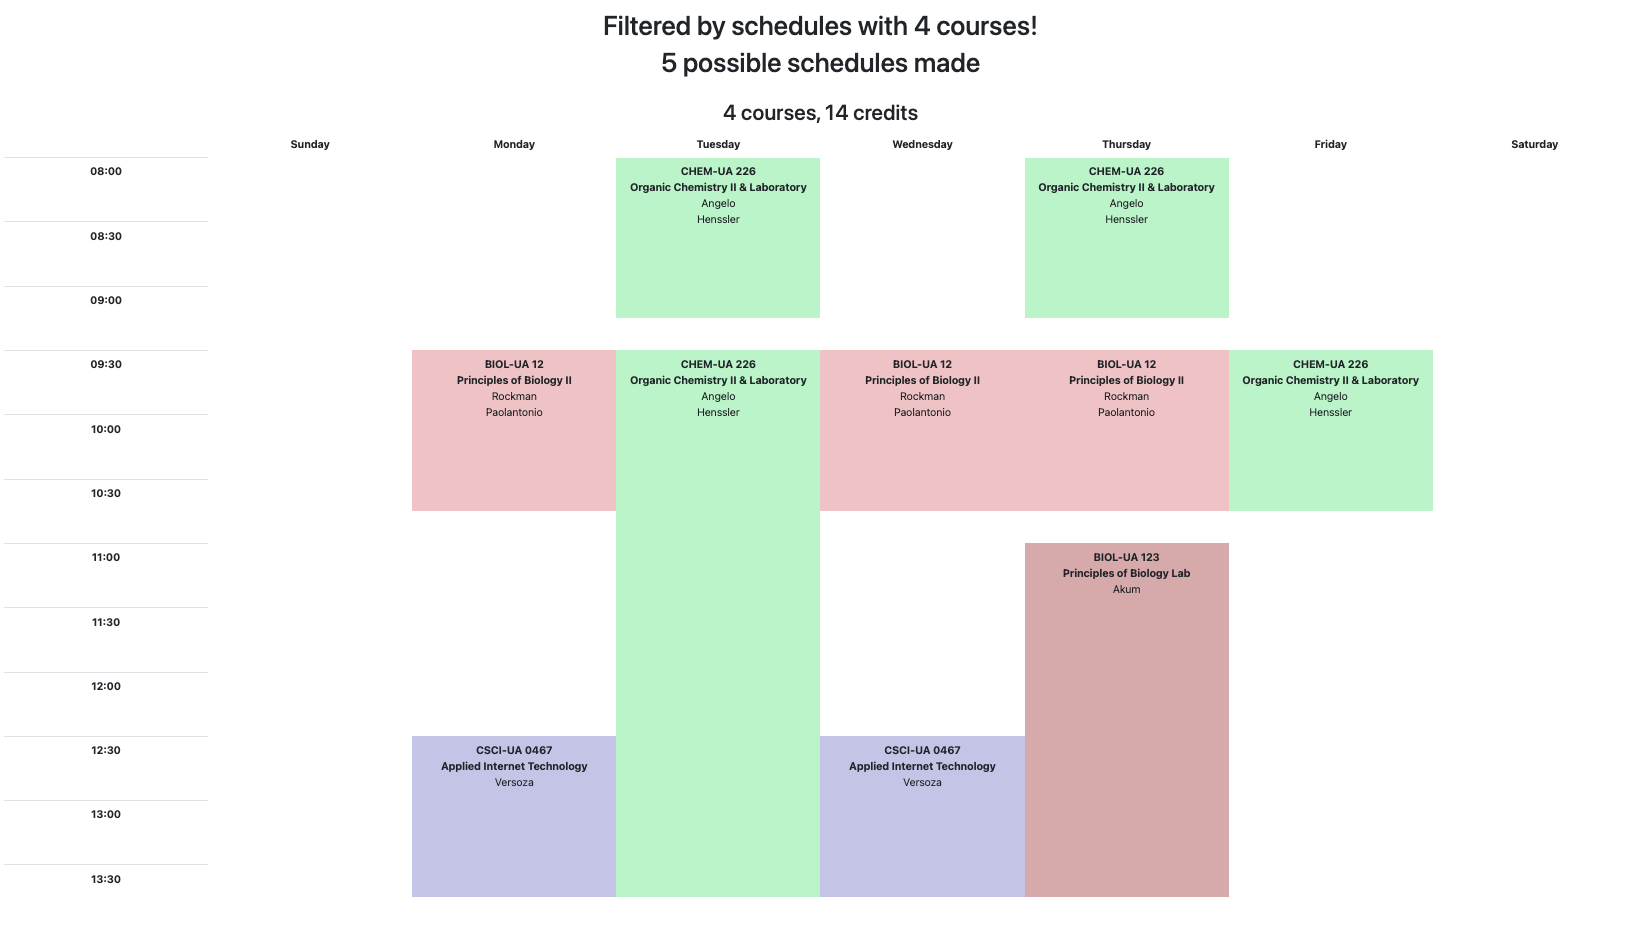 Filtered by schedules with 4 courses!
5 possible schedules made
4 courses, 14 credits
Sunday Monday Tuesday Wednesday Thursday Friday Saturday
08:00
CHEM-UA 226
Organic Chemistry II & Laboratory
Angelo
Henssler
CHEM-UA 226
Organic Chemistry II & Laboratory
Angelo
Henssler
08:30
09:00
09:30
BIOL-UA 12
Principles of Biology II
Rockman
Paolantonio
CHEM-UA 226
Organic Chemistry II & Laboratory
Angelo
Henssler
BIOL-UA 12
Principles of Biology II
Rockman
Paolantonio
BIOL-UA 12
Principles of Biology II
Rockman
Paolantonio
CHEM-UA 226
Organic Chemistry II & Laboratory
Angelo
Henssler
10:00
10:30
11:00
BIOL-UA 123
Principles of Biology Lab
Akum
11:30
12:00
12:30
CSCI-UA 0467
Applied Internet Technology
Versoza
CSCI-UA 0467
Applied Internet Technology
Versoza
13:00
13:30